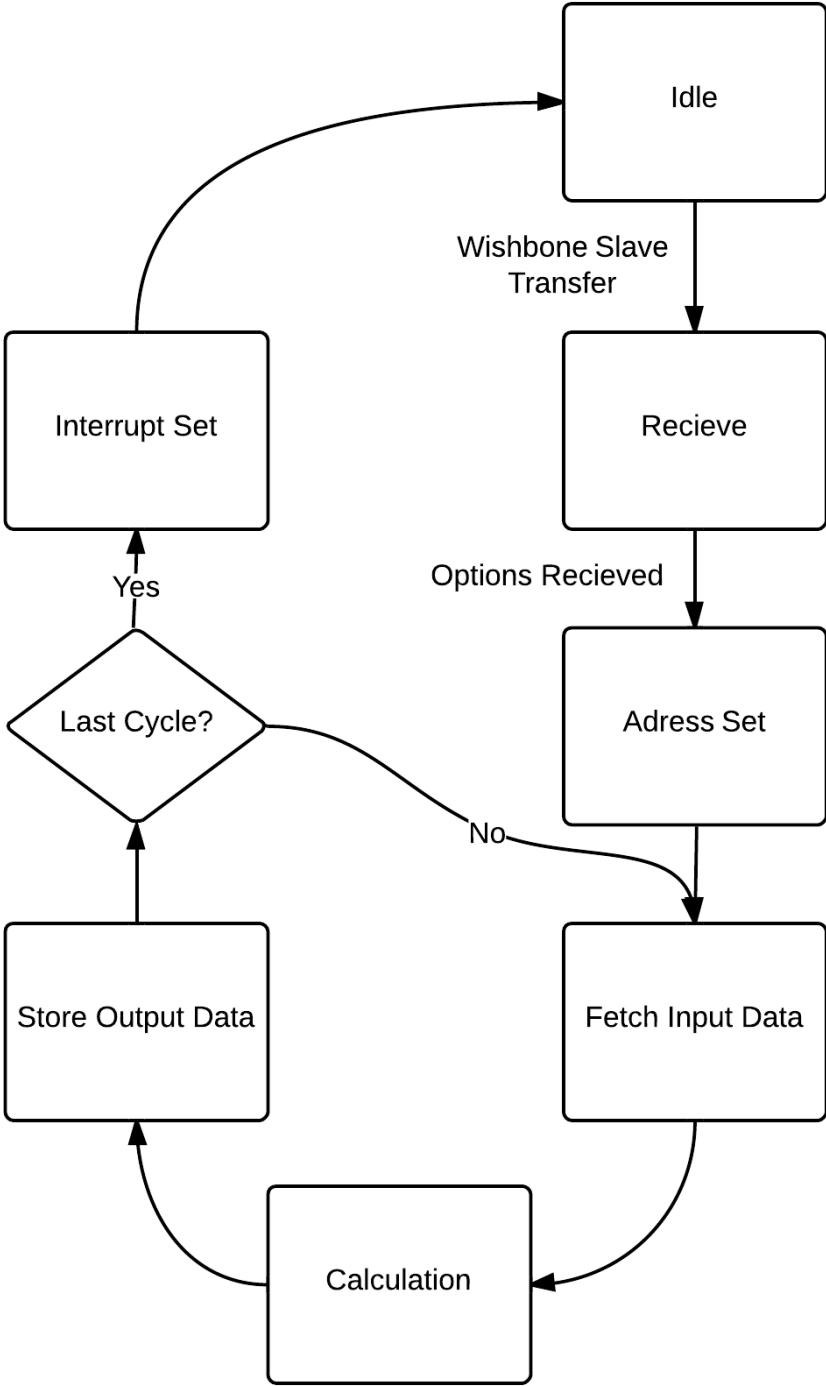 Idle
Wishbone Slave
Transfer
Interrupt Set
Recieve
Yes
Options Recieved
Last Cycle?
Adress Set
No
Store Output Data
Fetch Input Data
Calculation